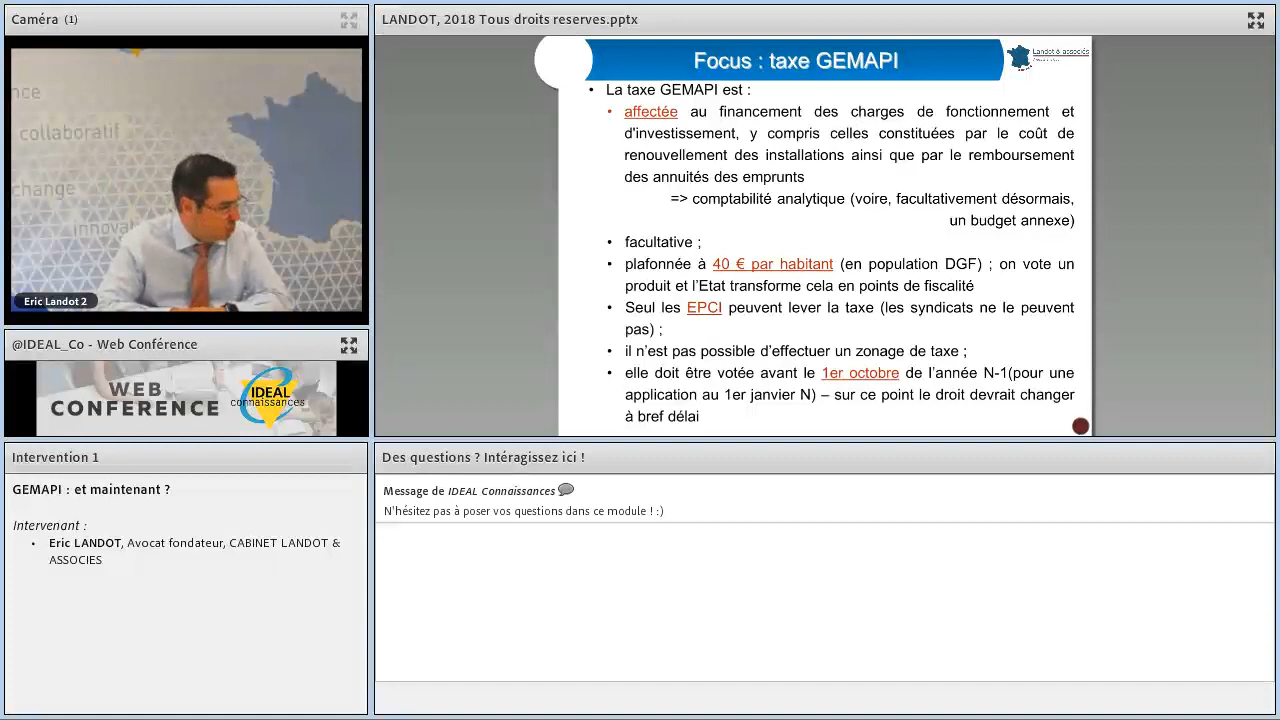 Caméra (1)
nce
collaboratif
change
innova
Eric Landot 2
@IDEAL_Co - Web Conférence
WEB
CONFERENCE
IDEAL
connaissances
LANDOT, 2018 Tous droits reserves.pptx
Focus : taxe GEMAPI
Landot & associés
• La taxe GEMAPI est :
• affectée au financement des charges de fonctionnement et
d'investissement, y compris celles constituées par le coût de
renouvellement des installations ainsi que par le remboursement
des annuités des emprunts
=> comptabilité analytique (voire, facultativement désormais,
un budget annexe)
• facultative ;
• plafonnée à 40 € par habitant (en population DGF) ; on vote un
produit et l’Etat transforme cela en points de fiscalité
• Seul les EPCI peuvent lever la taxe (les syndicats ne le peuvent
pas) ;
• il n’est pas possible d’effectuer un zonage de taxe ;
• elle doit être votée avant le 1er octobre de l’année N-1(pour une
application au 1er janvier N) – sur ce point le droit devrait changer
à bref délai
Intervention 1
GEMAPI : et maintenant ?
Intervenant :
• Eric LANDOT, Avocat fondateur, CABINET LANDOT &
ASSOCIES
Des questions ? Intéragissez ici !
Message de IDEAL Connaissances
N'hésitez pas à poser vos questions dans ce module ! :)